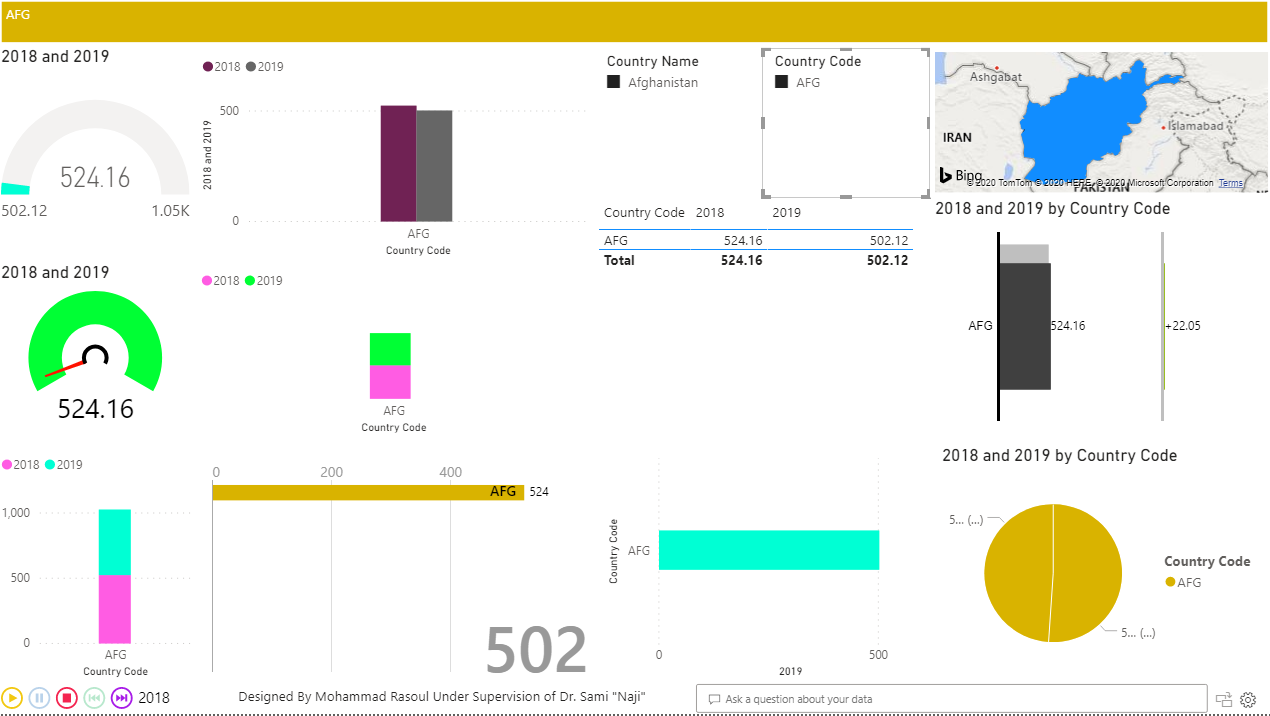 AFG
2018 and 2019
524.16
502.12
1.05K
2018 2019
2018 and 2019
500
0
AFG
Country Code
Country Name
Afghanistan
Country Code
AFG
Ashgabat
IRAN
Islamabad
PAKISTAN
Bing
© 2020 TomTom © 2020 HERE, © 2020 Microsoft Corporation Terms
Country Code 2018 2019
AFG 524.16 502.12
Total 524.16 502.12
2018 and 2019 by Country Code
AFG
524.16
+22.05
2018 and 2019
524.16
2018 2019
AFG
Country Code
2018 2019
1,000
500
0
AFG
Country Code
0 200 400
AFG 524
502
Country Code
AFG
0 500
2019
2018 and 2019 by Country Code
5... (...)
5... (...)
Country Code
AFG
2018
Designed By Mohammad Rasoul Under Supervision of Dr. Sami "Naji"
Ask a question about your data